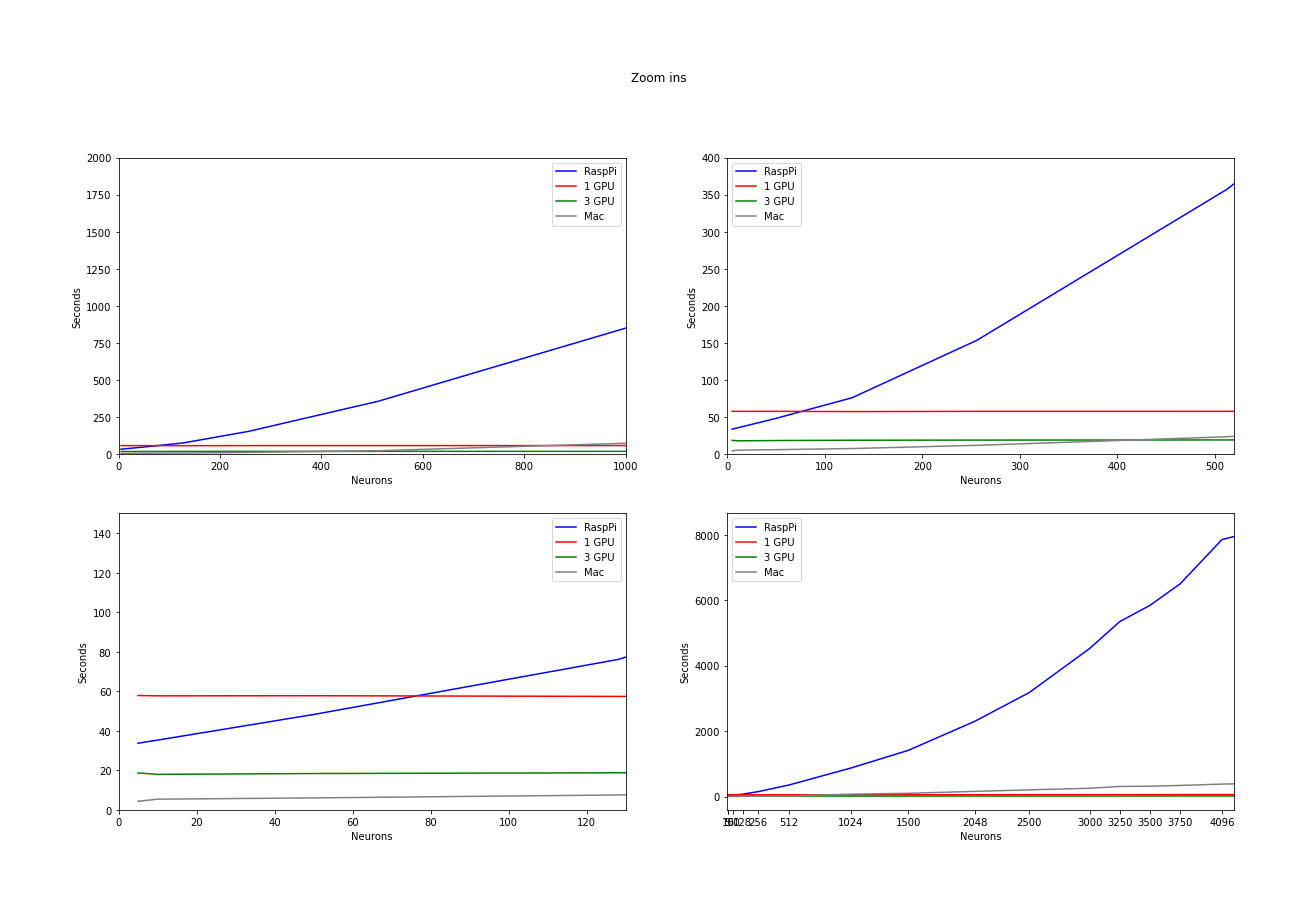 Zoom ins
2000
1750
1500
1250
1000
750
500
250
0
Seconds
0 200 400 600 800 1000
Neurons
RaspPi
1 GPU
3 GPU
Mac
400
350
300
250
200
150
100
50
0
Seconds
0 100 200 300 400 500
Neurons
RaspPi
1 GPU
3 GPU
Mac
140
120
100
80
60
40
20
0
Seconds
0 20 40 60 80 100 120
Neurons
RaspPi
1 GPU
3 GPU
Mac
8000
6000
4000
2000
0
Seconds
256 512 1024 1500 2048 2500 3000 3250 3500 3750 4096
Neurons
RaspPi
1 GPU
3 GPU
Mac